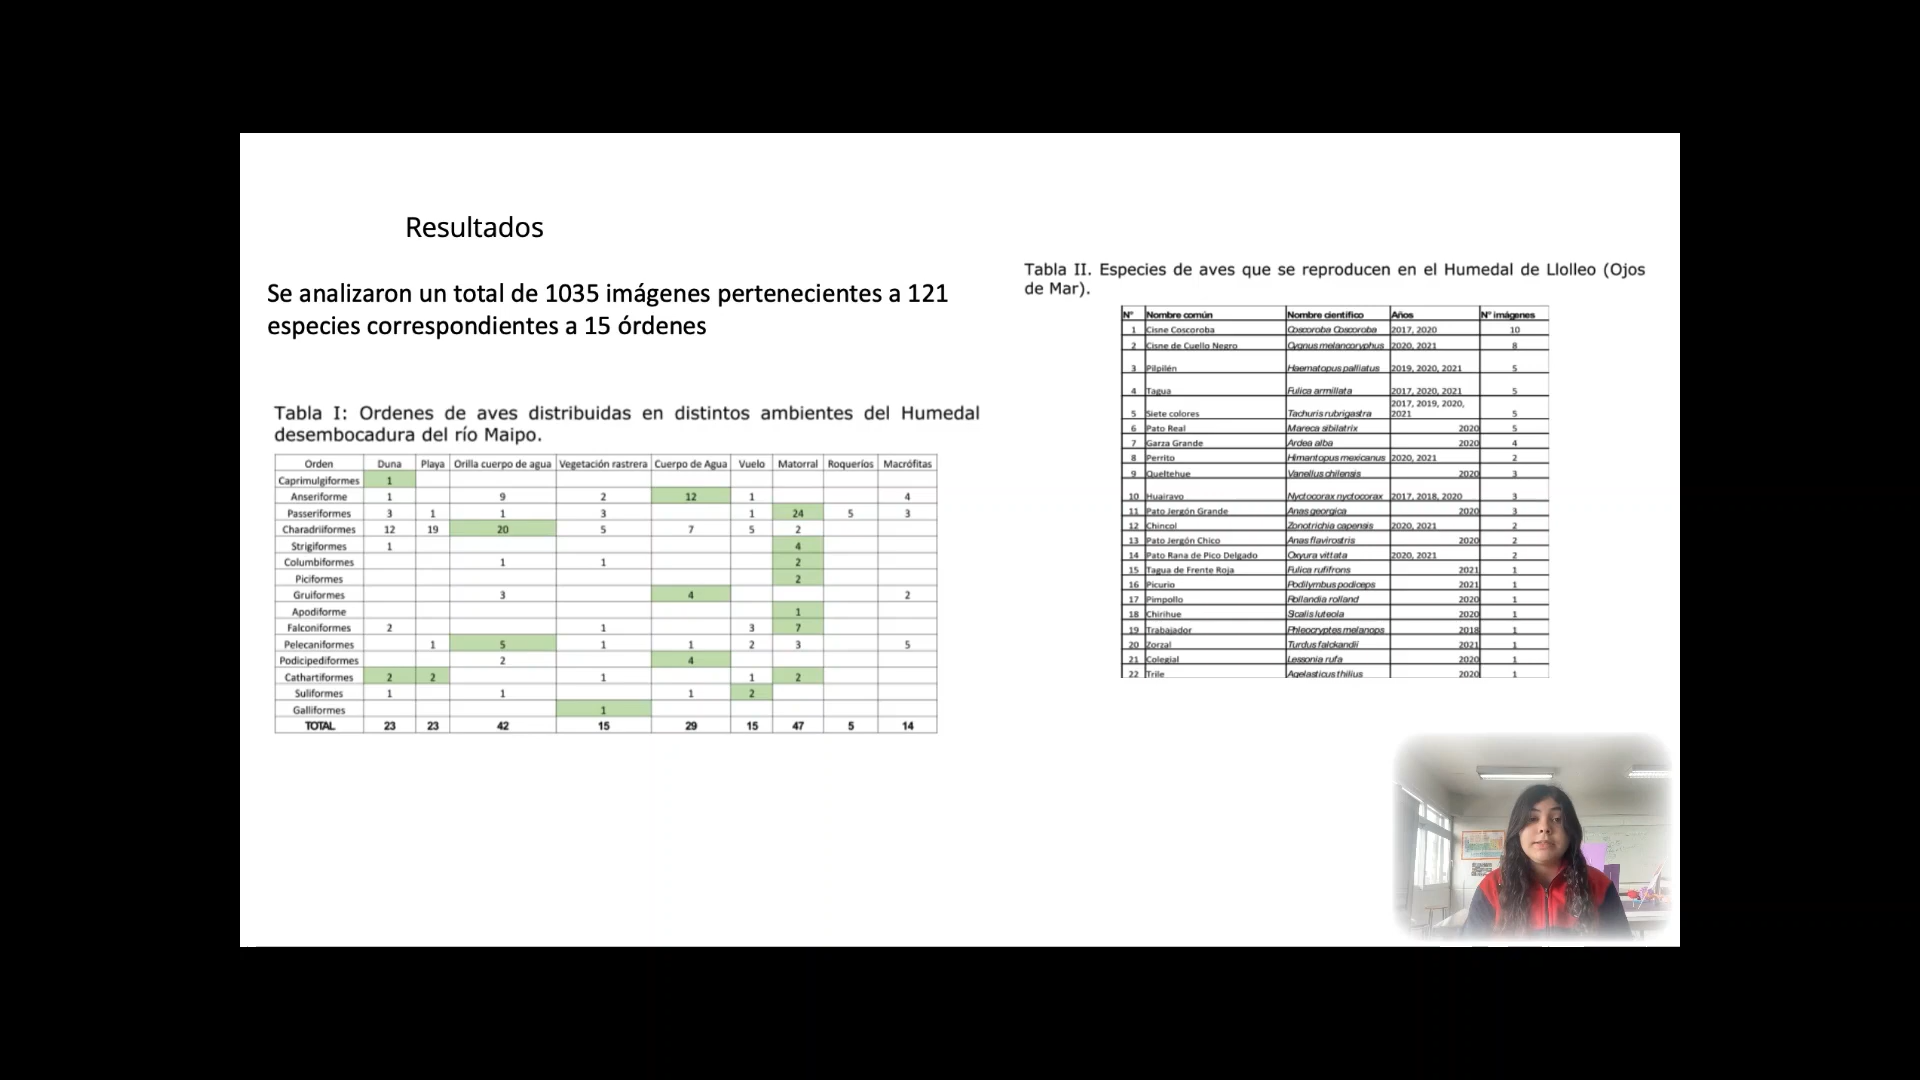 Resultados
Se analizaron un total de 1035 imágenes pertenecientes a 121
especies correspondientes a 15 órdenes
Tabla I: Ordenes de aves distribuidas en distintos ambientes del Humedal
desembocadura del río Maipo.
Orden Duna Playa Orilla cuerpo de agua Vegetación rastrera Cuerpo de Agua Vuelo Matorral Roqueríos Macrófitas
Caprimulgiformes 1
Anseriforme 1 9 2 12 1 4
Passeriformes 3 1 1 3 1 24 5 3
Charadriiformes 12 19 20 5 7 5 2
Strigiformes 1 4
Columbiformes 1 1 2
Piciformes 2
Gruiformes 3 4 2
Apodiforme 1
Falconiformes 2 1 3 7
Pelecaniformes 1 5 1 1 2 3 5
Podicipediformes 2 4
Cathartiformes 2 2 1 1 2
Suliformes 1 1 1 2
Galliformes 1
TOTAL 23 23 42 15 29 15 47 5 14
Tabla II. Especies de aves que se reproducen en el Humedal de Llolleo (Ojos
de Mar).
N° Nombre común Nombre científico Años N° imágenes
1 Cisne Coscoroba Coscoroba Coscoroba 2017, 2020 10
2 Cisne de Cuello Negro Cygnus melancoryphus 2020, 2021 8
3 Pilpilén Haematopus palliatus 2019, 2020, 2021 5
4 Tagua Fulica armillata 2017, 2020, 2021 5
2017, 2019, 2020,
5 Siete colores Tachuris rubrigastra 2021 5
6 Pato Real Mareca sibilatrix 2020 5
7 Garza Grande Ardea alba 2020 4
8 Perrito Himantopus mexicanus 2020, 2021 2
9 Queltehue Vanellus chilensis 2020 3
10 Huairavo Nyctocorax nyctocorax 2017, 2018, 2020 3
11 Pato Jergón Grande Anas georgica 2020 3
12 Chincol Zonotrichia capensis 2020, 2021 2
13 Pato Jergón Chico Anas flavirostris 2020 2
14 Pato Rana de Pico Delgado Oxyura vittata 2020, 2021 2
15 Tagua de Frente Roja Fulica rufifrons 2021 1
16 Picurio Podilymbus podiceps 2021 1
17 Pimpollo Rollandia rolland 2020 1
18 Chirihue Scalis luteola 2020 1
19 Trabajador Phleocryptes melanops 2018 1
20 Zorzal Turdus falckandii 2021 1
21 Colegial Lessonia rufa 2020 1
22 Trile Agelasticus thilius 2020 1